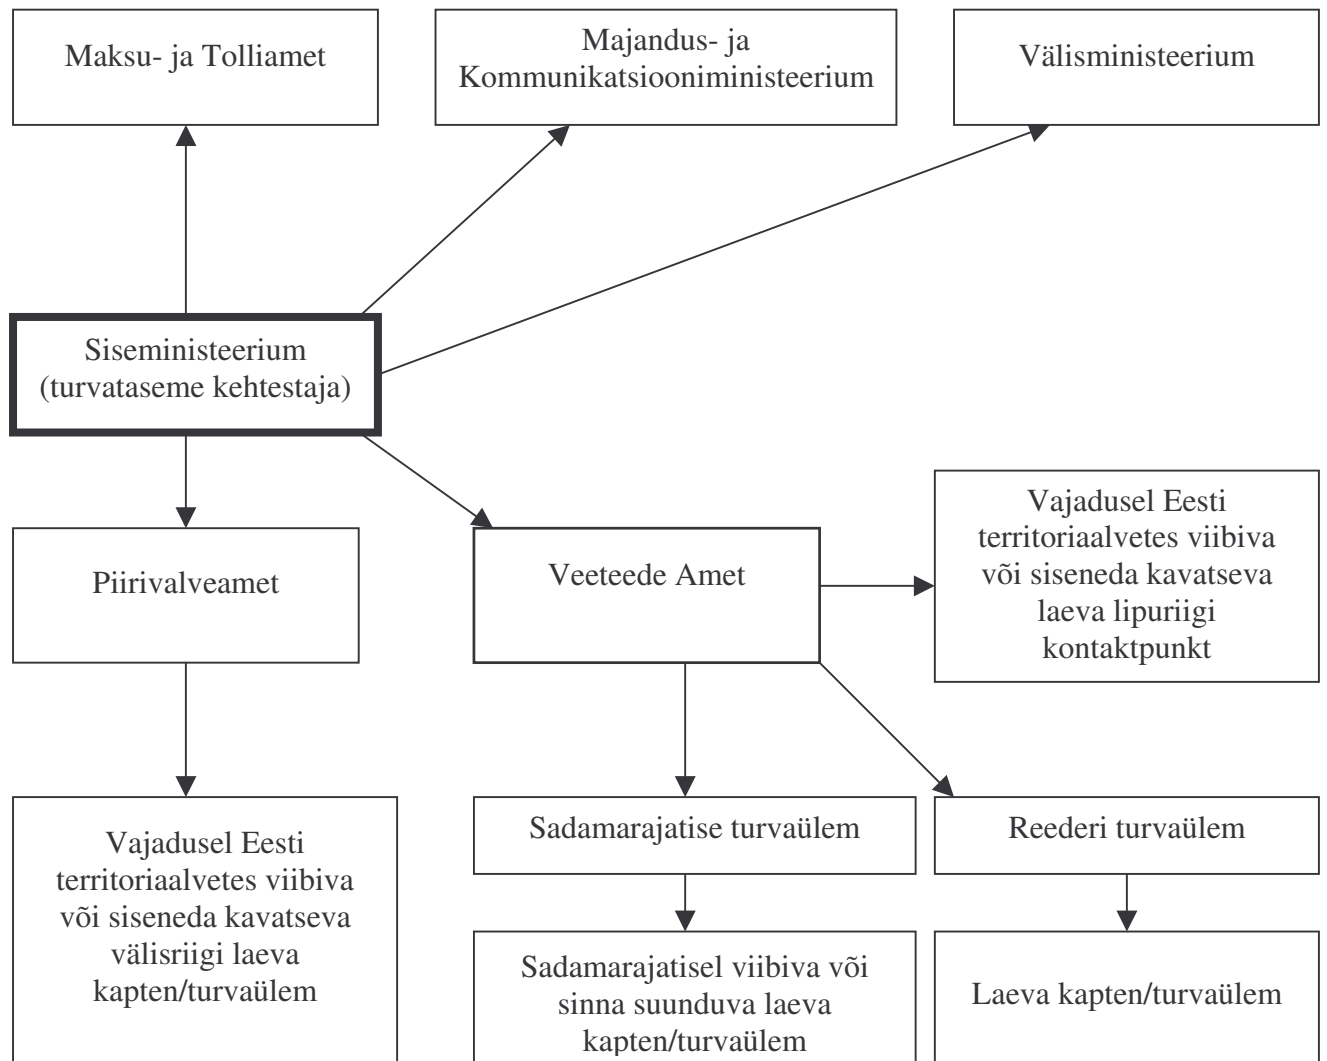 Maksu- ja Tolliamet
Majandus- ja
Kommunikatsiooniministeerium
Välisministeerium
Siseministeerium
(turvataseme kehtestaja)
Piirivalveamet
Veeteede Amet
Vajadusel Eesti
territoriaalvetes viibiva
või siseneda kavatseva
laeva lipuriigi
kontaktpunkt
Vajadusel Eesti
territoriaalvetes viibiva
või siseneda kavatseva
välisriigi laeva
kapten/turvaülem
Sadamarajatise turvaülem
Reederi turvaülem
Sadamarajatisel viibiva või
sinna suunduva laeva
kapten/turvaülem
Laeva kapten/turvaülem